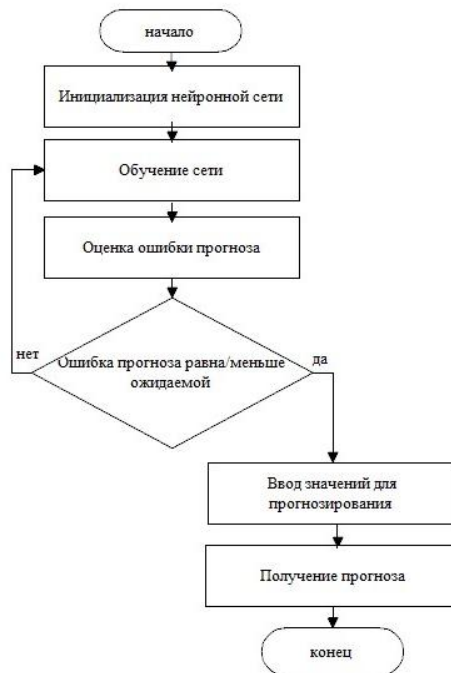 начало
Инициализация нейронной сети
Обучение сети
Оценка ошибки прогноза
нет
Ошибка прогноза равна/меньше
ожидаемой
да
Ввод значений для
прогнозирования
Получение прогноза
конец